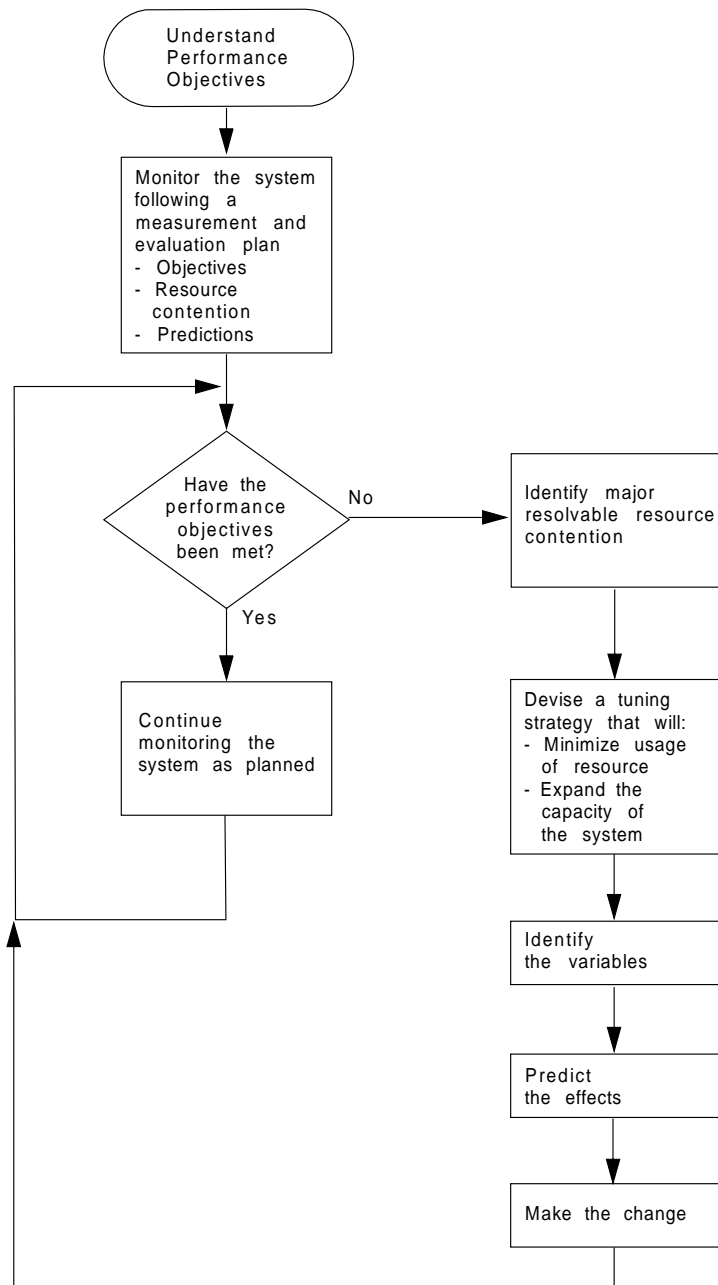 Understand
Performance
Objectives
Monitor the system
following a
measurement and
evaluation plan
- Objectives
- Resource
contention
- Predictions
Have the
performance
objectives
been met?
No
Yes
Continue
monitoring the
system as planned
Identify major
resolvable resource
contention
Devise a tuning
strategy that will:
- Minimize usage
of resource
- Expand the
capacity of
the system
Identify
the variables
Predict
the effects
Make the change